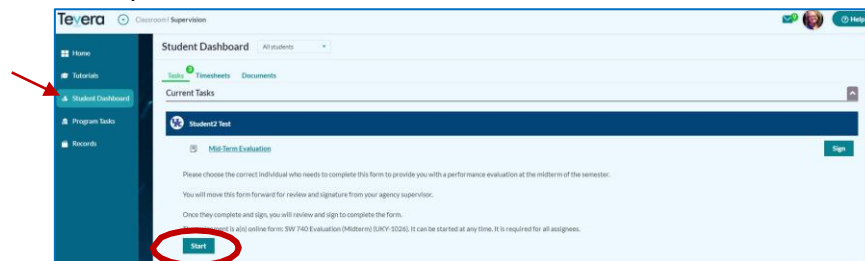 Tevera Classroom/ Supervision Help
Home
Tutorials
Student Dashboard
Program Tasks
Records
Student Dashboard All students
Tasks 2 Timesheets Documents
Current Tasks
UK Student2 Test
Mid-Term Evaluation Sign
Please choose the correct individual who needs to complete this form to provide you with a performance evaluation at the midterm of the semester.
You will move this form forward for review and signature from your agency supervisor.
Once they complete and sign, you will review and sign to complete the form.
is a(n) online form: SW 740 Evaluation (Midterm) (UKY-1026). It can be started at any time. It is required for all assignees.
Start